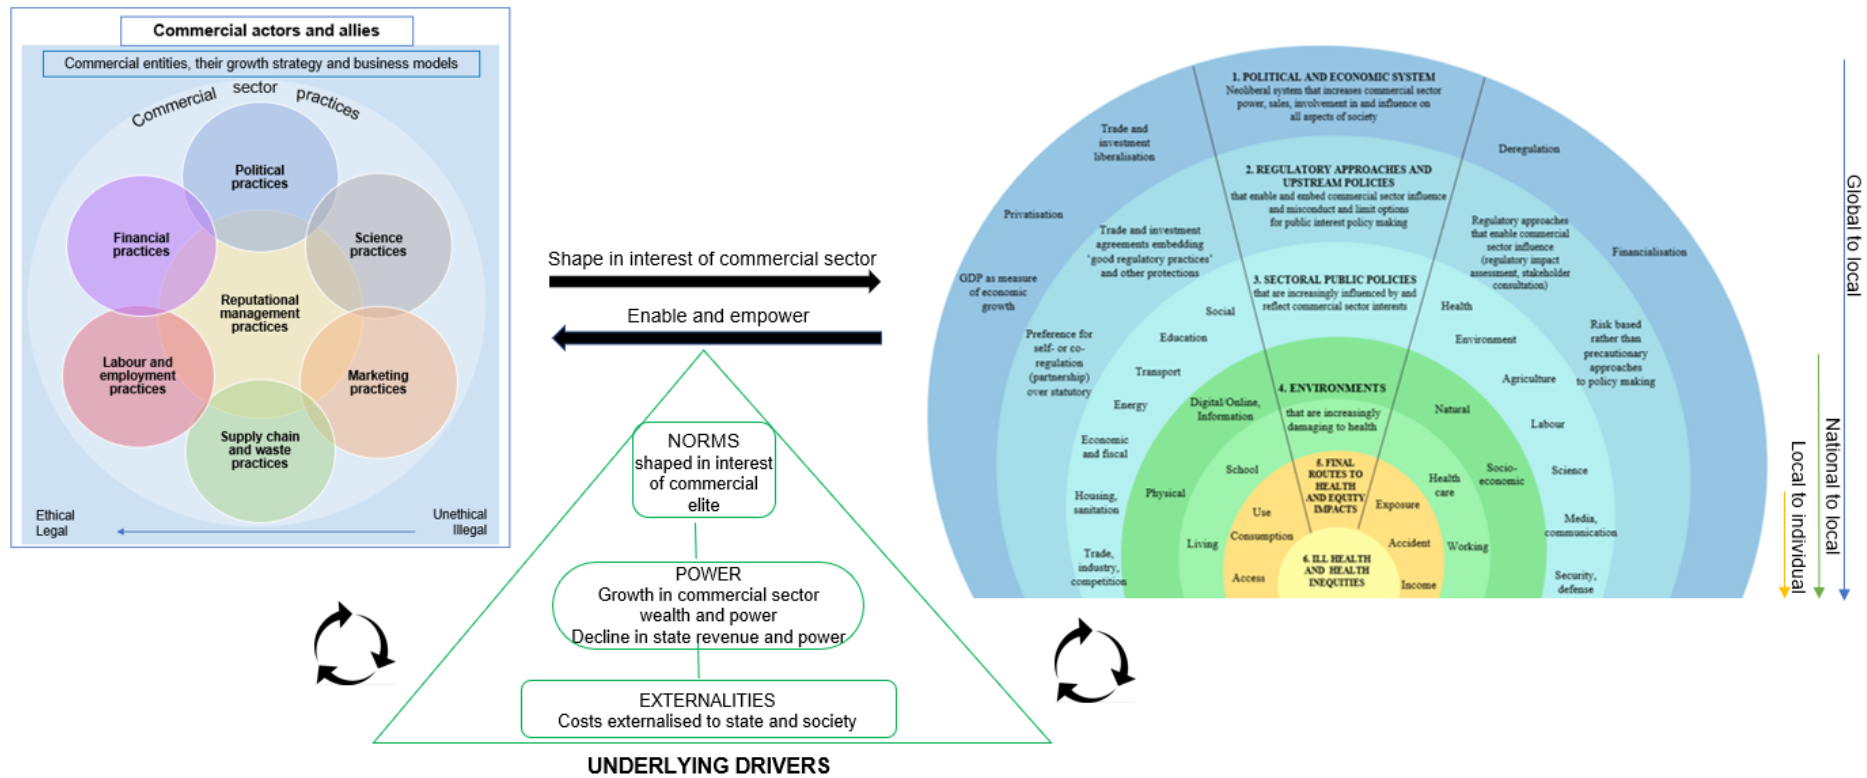 Commercial actors and allies
Commercial entities, their growth strategy and business models
Commercial sector practices
Political
practices
Financial
practices
Science
practices
Reputational
management
practices
Labour and
employment
practices
Marketing
practices
Supply chain
and waste
practices
Ethical
Legal
Unethical
Illegal
Shape in interest of commercial sector
Enable and empower
NORMS
shaped in interest
of commercial
elite
POWER
Growth in commercial sector
wealth and power
Decline in state revenue and power
EXTERNALITIES
Costs externalised to state and society
UNDERLYING DRIVERS
1. POLITICAL AND ECONOMIC SYSTEM
Neoliberal system that increases commercial sector
power, sales, involvement in and influence on
all aspects of society
Trade and
investment
liberalisation
Privatisation
GDP as measure
of economic
growth
Deregulation
Financialisation
2. REGULATORY APPROACHES AND
UPSTREAM POLICIES
that enable and embed commercial sector influence
and misconduct and limit options
for public interest policy making
Trade and investment
agreements embedding
‘good regulatory practices’
and other protections
Preference for
self- or co-
regulation
(partnership)
over statutory
Regulatory approaches
that enable commercial
sector influence
(regulatory impact
assessment, stakeholder
consultation)
Risk based
rather than
precautionary
approaches
to policy making
3. SECTORAL PUBLIC POLICIES
that are increasingly influenced by and
reflect commercial sector interests
Social
Education
Transport
Energy
Economic
and fiscal
Housing,
sanitation
Trade,
industry,
competition
Health
Environment
Agriculture
Labour
Science
Media,
communication
Security,
defense
4. ENVIRONMENTS
that are increasingly
damaging to health
Digital/Online,
Information
Physical
Natural
Socio-
economic
School
Living
Health
care
Working
5. FINAL
ROUTES TO
HEALTH
AND EQUITY
IMPACTS
Use
Consumption
Access
Exposure
Accident
Income
6. ILL HEALTH
AND HEALTH
INEQUITIES
Global to local
National to local
Local to individual